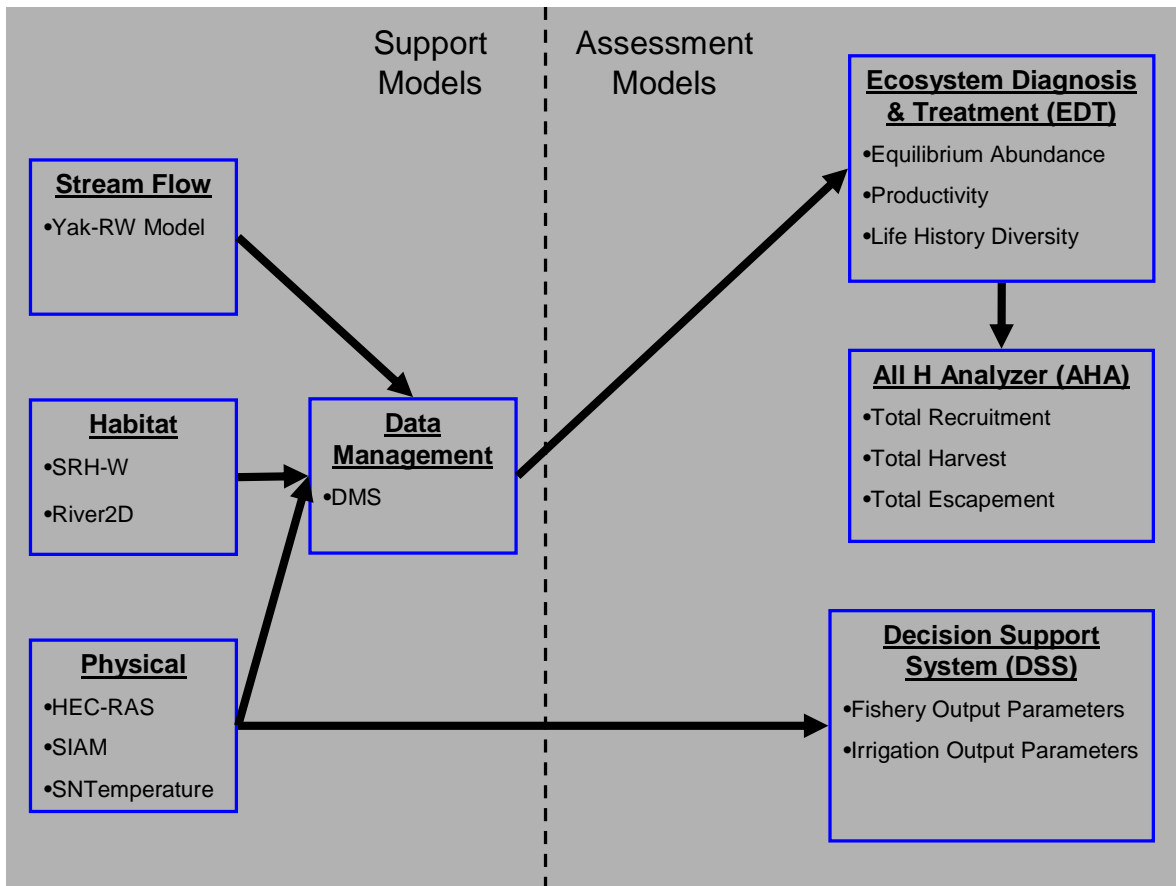 Support
Models
Assessment
Models
Stream Flow
•Yak-RW Model
Habitat
•SRH-W
•River2D
Physical
•HEC-RAS
•SIAM
•SNTemperature
Data
Management
•DMS
Ecosystem Diagnosis
& Treatment (EDT)
•Equilibrium Abundance
•Productivity
•Life History Diversity
All H Analyzer (AHA)
•Total Recruitment
•Total Harvest
•Total Escapement
Decision Support
System (DSS)
•Fishery Output Parameters
•Irrigation Output Parameters